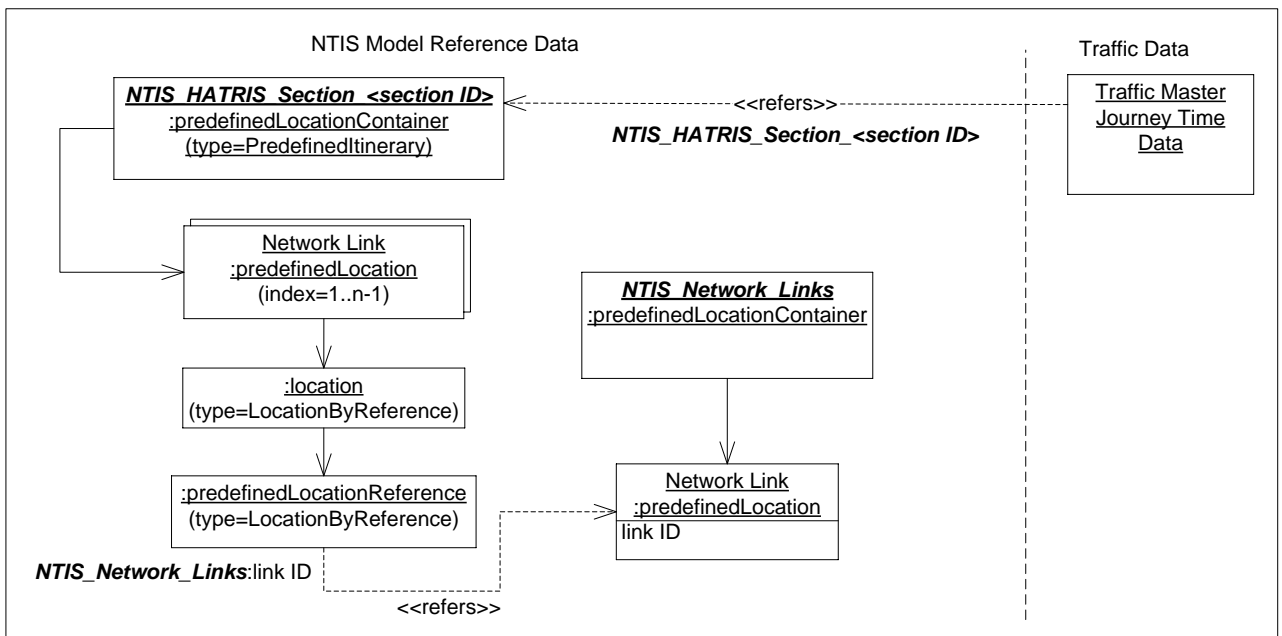 NTIS Model Reference Data
Traffic Data
NTIS_HATRIS_Section_<section ID>
:predefinedLocationContainer
(type=PredefinedItinerary)
<<refers>>
NTIS_HATRIS_Section_<section ID>
Traffic Master
Journey Time
Data
Network Link
:predefinedLocation
(index=1..n-1)
NTIS_Network_Links
:predefinedLocationContainer
:location
(type=LocationByReference)
:predefinedLocationReference
(type=LocationByReference)
Network Link
:predefinedLocation
link ID
NTIS_Network_Links:link ID
<<refers>>